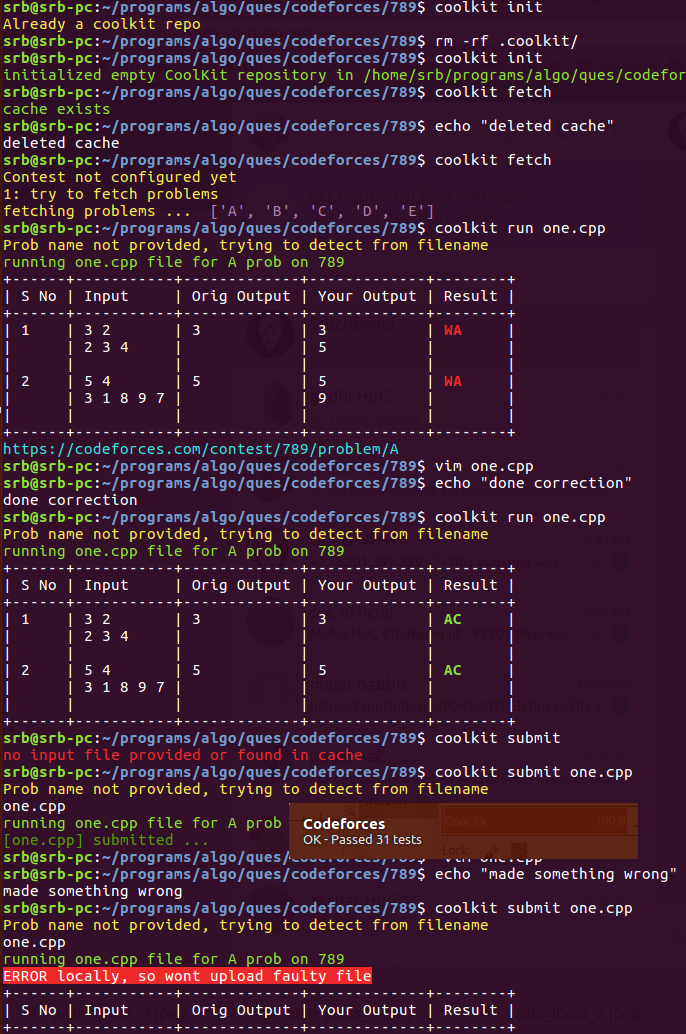 srb@srb-pc:~/programs/algo/ques/codeforces/789$ coolkit init
Already a coolkit repo
srb@srb-pc:~/programs/algo/ques/codeforces/789$ rm -rf .coolkit/
srb@srb-pc:~/programs/algo/ques/codeforces/789$ coolkit init
initialized empty CoolKit repository in /home/srb/programs/algo/ques/codefor
srb@srb-pc:~/programs/algo/ques/codeforces/789$ coolkit fetch
cache exists
srb@srb-pc:~/programs/algo/ques/codeforces/789$ echo "deleted cache"
deleted cache
srb@srb-pc:~/programs/algo/ques/codeforces/789$ coolkit fetch
Contest not configured yet
1: try to fetch problems
fetching problems ...  ['A', 'B', 'C', 'D', 'E']
srb@srb-pc:~/programs/algo/ques/codeforces/789$ coolkit run one.cpp
Prob name not provided, trying to detect from filename
running one.cpp file for A prob on 789
+------+-----------+-------------+-------------+--------+
| S No | Input     | Orig Output | Your Output | Result |
+------+-----------+-------------+-------------+--------+
| 1    | 3 2       | 3           | 3           | WA     |
|      | 2 3 4     |             | 5           |        |
|      |           |             |             |        |
| 2    | 5 4       | 5           | 5           | WA     |
|      | 3 1 8 9 7 |             | 9           |        |
|      |           |             |             |        |
+------+-----------+-------------+-------------+--------+
https://codeforces.com/contest/789/problem/A
srb@srb-pc:~/programs/algo/ques/codeforces/789$ vim one.cpp
srb@srb-pc:~/programs/algo/ques/codeforces/789$ echo "done correction"
done correction
srb@srb-pc:~/programs/algo/ques/codeforces/789$ coolkit run one.cpp
Prob name not provided, trying to detect from filename
running one.cpp file for A prob on 789
+------+-----------+-------------+-------------+--------+
| S No | Input     | Orig Output | Your Output | Result |
+------+-----------+-------------+-------------+--------+
| 1    | 3 2       | 3           | 3           | AC     |
|      | 2 3 4     |             |             |        |
|      |           |             |             |        |
| 2    | 5 4       | 5           | 5           | AC     |
|      | 3 1 8 9 7 |             |             |        |
|      |           |             |             |        |
+------+-----------+-------------+-------------+--------+
srb@srb-pc:~/programs/algo/ques/codeforces/789$ coolkit submit
no input file provided or found in cache
srb@srb-pc:~/programs/algo/ques/codeforces/789$ coolkit submit one.cpp
Prob name not provided, trying to detect from filename
one.cpp
running one.cpp file for A prob
Codeforces
Opacity 100.0
OK - Passed 31 tests
[one.cpp] submitted ...
Lock:
srb@srb-pc:~/programs/algo/ques/codeforces/789$ vim one.cpp
srb@srb-pc:~/programs/algo/ques/codeforces/789$ echo "made something wrong"
made something wrong
srb@srb-pc:~/programs/algo/ques/codeforces/789$ coolkit submit one.cpp
Prob name not provided, trying to detect from filename
one.cpp
running one.cpp file for A prob on 789
ERROR locally, so wont upload faulty file
+------+-----------+-------------+-------------+--------+
| S No | Input     | Orig Output | Your Output | Result |
+------+-----------+-------------+-------------+--------+